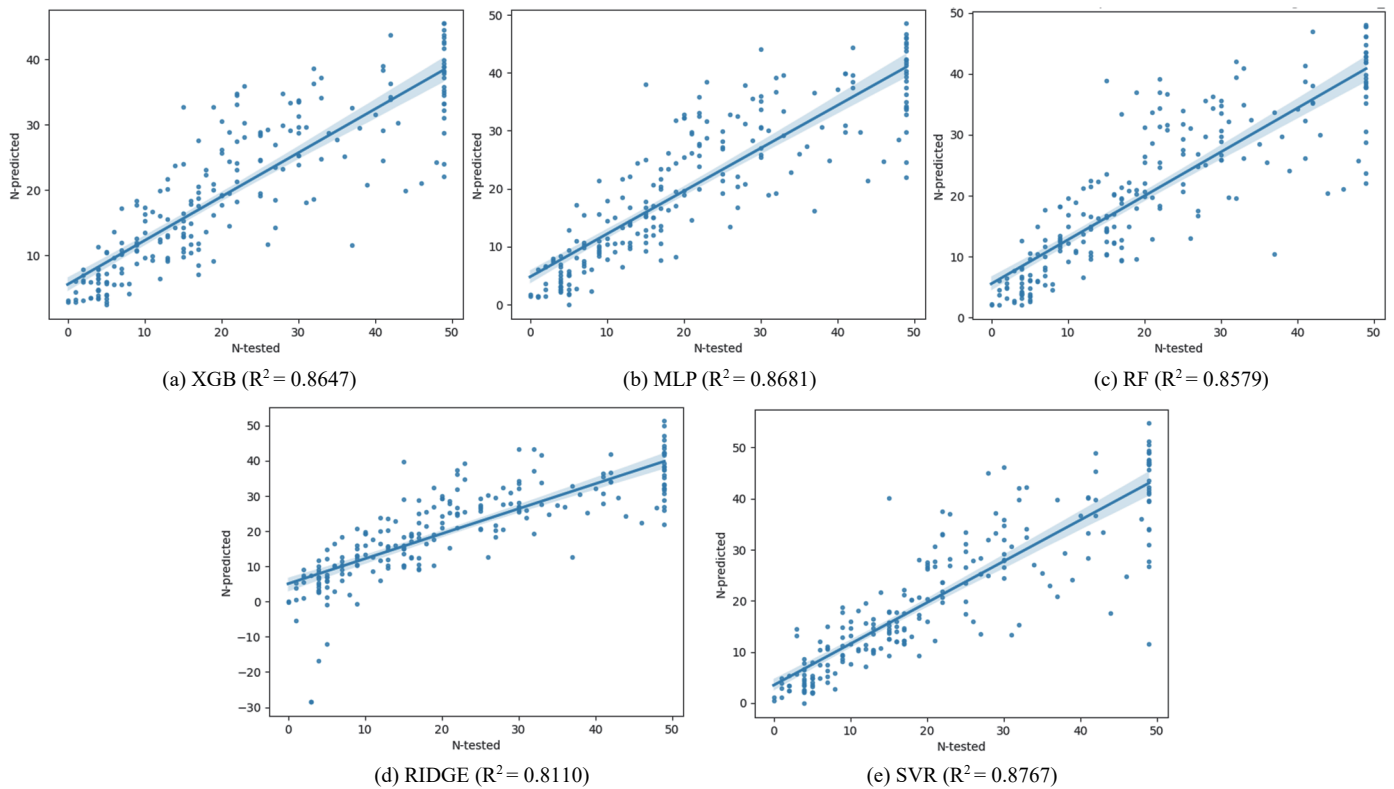 N-predicted
40
30
20
10
0 10 20 30 40 50
N-tested
(a) XGB (R² = 0.8647)
N-predicted
50
40
30
20
10
0
0 10 20 30 40 50
N-tested
(b) MLP (R² = 0.8681)
N-predicted
50
40
30
20
10
0
0 10 20 30 40 50
N-tested
(c) RF (R² = 0.8579)
N-predicted
50
40
30
20
10
0
−10
−20
−30
0 10 20 30 40 50
N-tested
(d) RIDGE (R² = 0.8110)
N-predicted
50
40
30
20
10
0
0 10 20 30 40 50
N-tested
(e) SVR (R² = 0.8767)